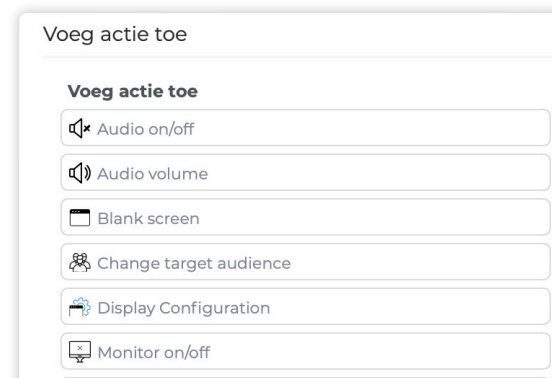 Voeg actie toe
Voeg actie toe
Audio on/off
Audio volume
Blank screen
Change target audience
Display Configuration
Monitor on/off